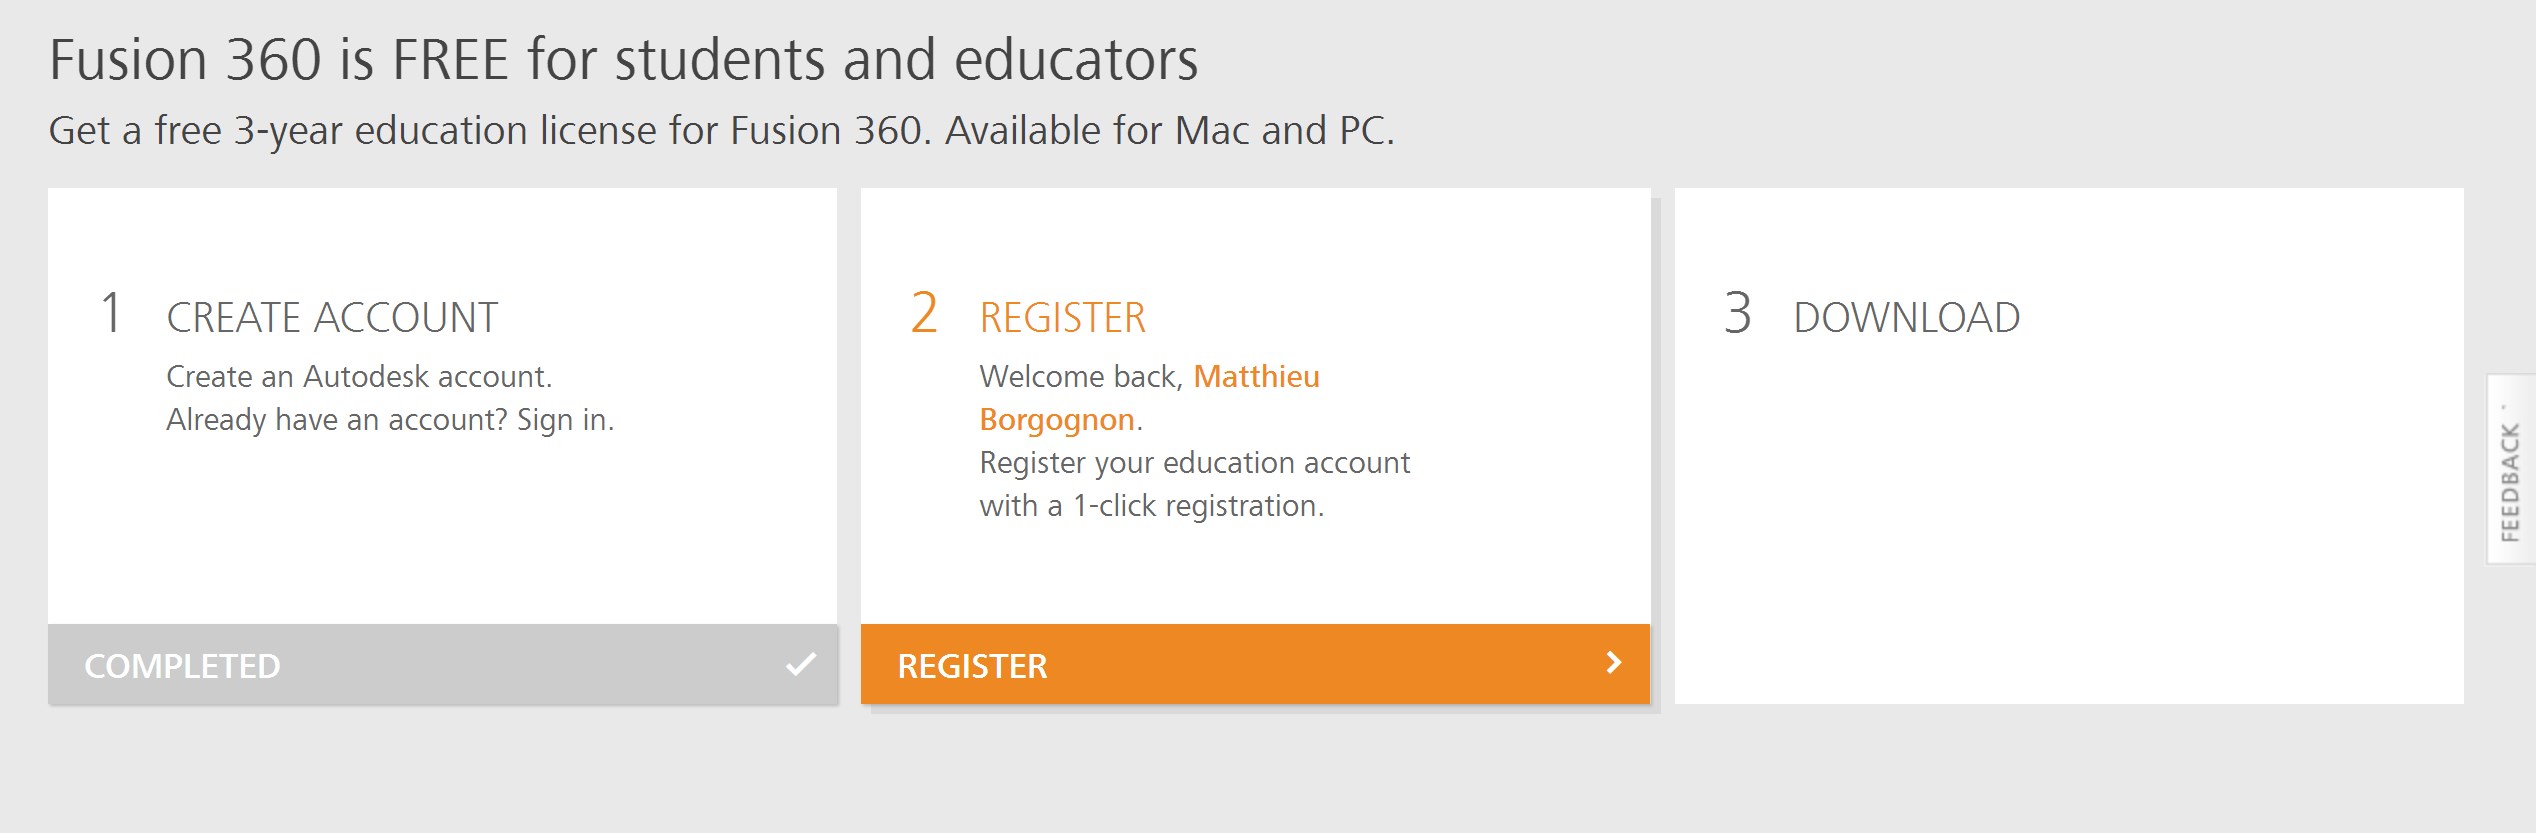 Fusion 360 is FREE for students and educators
Get a free 3-year education license for Fusion 360. Available for Mac and PC.
1 CREATE ACCOUNT
Create an Autodesk account.
Already have an account? Sign in.
COMPLETED
2 REGISTER
Welcome back, Matthieu
Borgognon.
Register your education account
with a 1-click registration.
REGISTER
3 DOWNLOAD
FEEDBACK